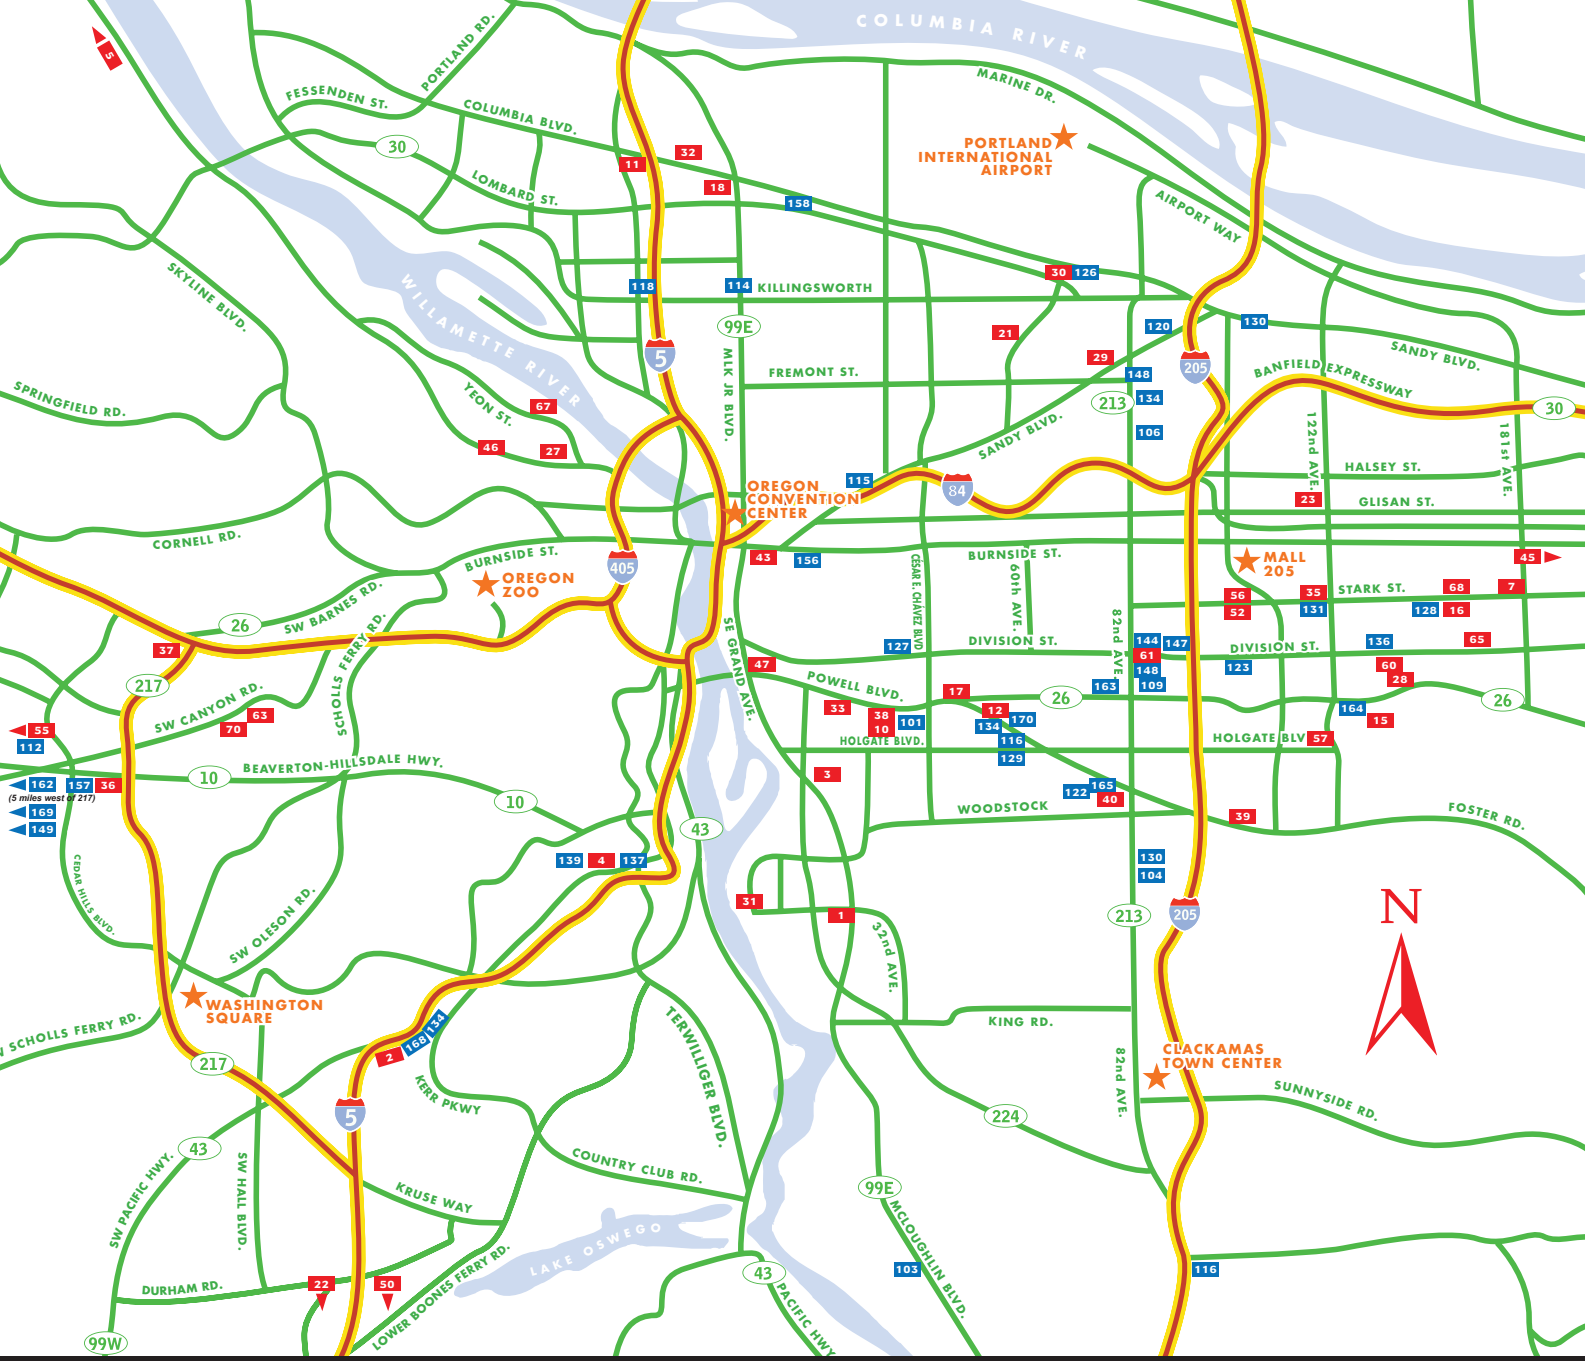 COLUMBIA RIVER
PORTLAND RD.
5
FESSENDEN ST.
COLUMBIA BLVD.
MARINE DR.
30
PORTLAND
INTERNATIONAL
AIRPORT
32
11
18
LOMBARD ST.
158
AIRPORT WAY
SKYLINE BLVD.
WILLAMETTE RIVER
118
114
KILLINGSWORTH
30
126
99E
120
130
21
5
MLK JR BLVD.
FREMONT ST.
29
148
205
SANDY BLVD.
BANFIELD EXPRESSWAY
SPRINGFIELD RD.
YEON ST.
67
213
134
30
46
27
106
SANDY BLVD.
122nd AVE.
181st AVE.
HALSEY ST.
115
84
OREGON
CONVENTION
CENTER
23
GLISAN ST.
CORNELL RD.
BURNSIDE ST.
405
43
156
CÉSAR E. CHÁVEZ BLVD
BURNSIDE ST.
60th AVE.
MALL
205
45
OREGON
ZOO
56
35
STARK ST.
68
7
52
131
128
16
SW BARNES RD.
26
SCHOLLS FERRY RD.
SE GRAND AVE.
82nd AVE.
127
DIVISION ST.
144
147
DIVISION ST.
136
65
37
61
47
148
123
60
217
POWELL BLVD.
17
163
109
28
26
26
SW CANYON RD.
63
70
33
38
10
101
12
134
170
164
15
55
112
116
HOLGATE BLVD.
HOLGATE BLV
57
129
BEAVERTON-HILLSDALE HWY.
10
3
162
157
36
(5 miles west of 217)
169
149
10
122
165
40
WOODSTOCK
39
FOSTER RD.
43
139
4
137
130
104
CEDAR HILLS BLVD.
SW OLESON RD.
31
1
213
205
N
32nd AVE.
WASHINGTON
SQUARE
W SCHOLLS FERRY RD.
134
168
2
TERWILLIGER BLVD.
KING RD.
217
82nd AVE.
CLACKAMAS
TOWN CENTER
KERR PKWY
5
SUNNYSIDE RD.
224
43
SW PACIFIC HWY.
SW HALL BLVD.
COUNTRY CLUB RD.
KRUSE WAY
99E
MCLOUGHLIN BLVD.
LAKE OSWEGO
LOWER BOONES FERRY RD.
103
116
DURHAM RD.
22
50
43
PACIFIC HWY
99W